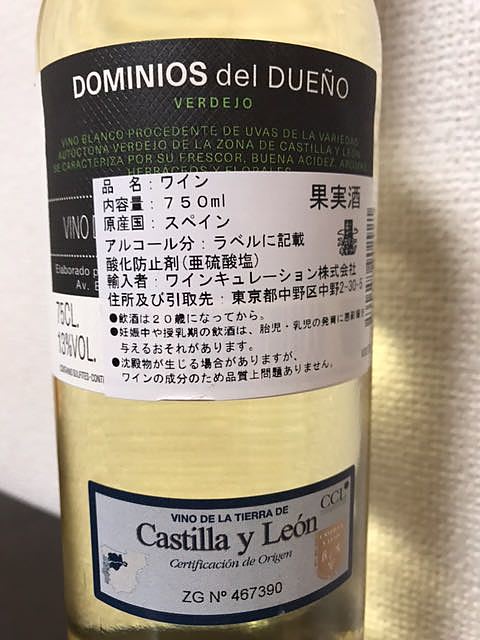 DOMINIOS del DUEÑO
VERDEJO
VINO BLANCO PROCEDENTE DE UVAS DE LA VARIEDAD
AUTÓCTONA VERDEJO DE LA ZONA DE CASTILLA Y LEÓN
SE CARACTERIZA POR SU FRESCOR, BUENA ACIDEZ,
HERBÁCEOS Y FLORALES
VINO
Elaborado
Av.
75CL.
13%VOL.
品 名：ワイン
果実酒
内容量：750ml
原産国：スペイン
アルコール分：ラベルに記載
酸化防止剤(亜硫酸塩)
輸入者：ワインキュレーション株式会社
住所及び引取先：東京都中野区中野2-30-5
●飲酒は20歳になってから。
●妊娠中や授乳期の飲酒は、胎児・乳児の発育に悪影響を
与えるおそれがあります。
●沈殿物が生じる場合がありますが、
ワインの成分のため品質上問題ありません。
CCL
VINO DE LA TIERRA DE
Castilla y León
Certificación de Origen
ZG Nº 467390